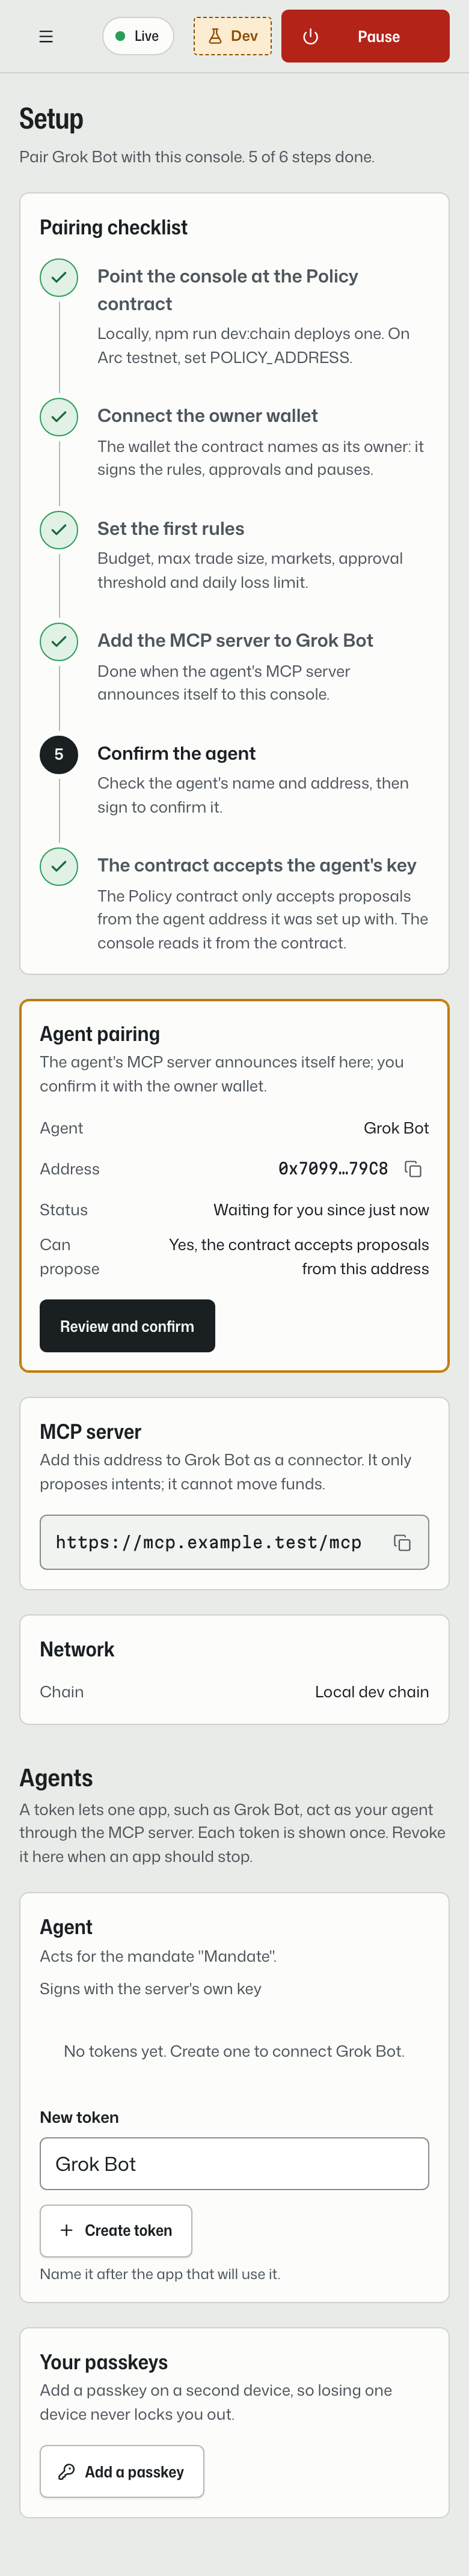 Live
Dev
Pause
Setup
Pair Grok Bot with this console. 5 of 6 steps done.
Pairing checklist
Point the console at the Policy
contract
Locally, npm run dev:chain deploys one. On
Arc testnet, set POLICY_ADDRESS.
Connect the owner wallet
The wallet the contract names as its owner: it
signs the rules, approvals and pauses.
Set the first rules
Budget, max trade size, markets, approval
threshold and daily loss limit.
Add the MCP server to Grok Bot
Done when the agent's MCP server
announces itself to this console.
5
Confirm the agent
Check the agent's name and address, then
sign to confirm it.
The contract accepts the agent's key
The Policy contract only accepts proposals
from the agent address it was set up with. The
console reads it from the contract.
Agent pairing
The agent's MCP server announces itself here; you
confirm it with the owner wallet.
Agent Grok Bot
Address 0x7099…79C8
Status Waiting for you since just now
Can Yes, the contract accepts proposals
propose from this address
Review and confirm
MCP server
Add this address to Grok Bot as a connector. It only
proposes intents; it cannot move funds.
https://mcp.example.test/mcp
Network
Chain Local dev chain
Agents
A token lets one app, such as Grok Bot, act as your agent
through the MCP server. Each token is shown once. Revoke
it here when an app should stop.
Agent
Acts for the mandate "Mandate".
Signs with the server's own key
No tokens yet. Create one to connect Grok Bot.
New token
Grok Bot
Create token
Name it after the app that will use it.
Your passkeys
Add a passkey on a second device, so losing one
device never locks you out.
Add a passkey